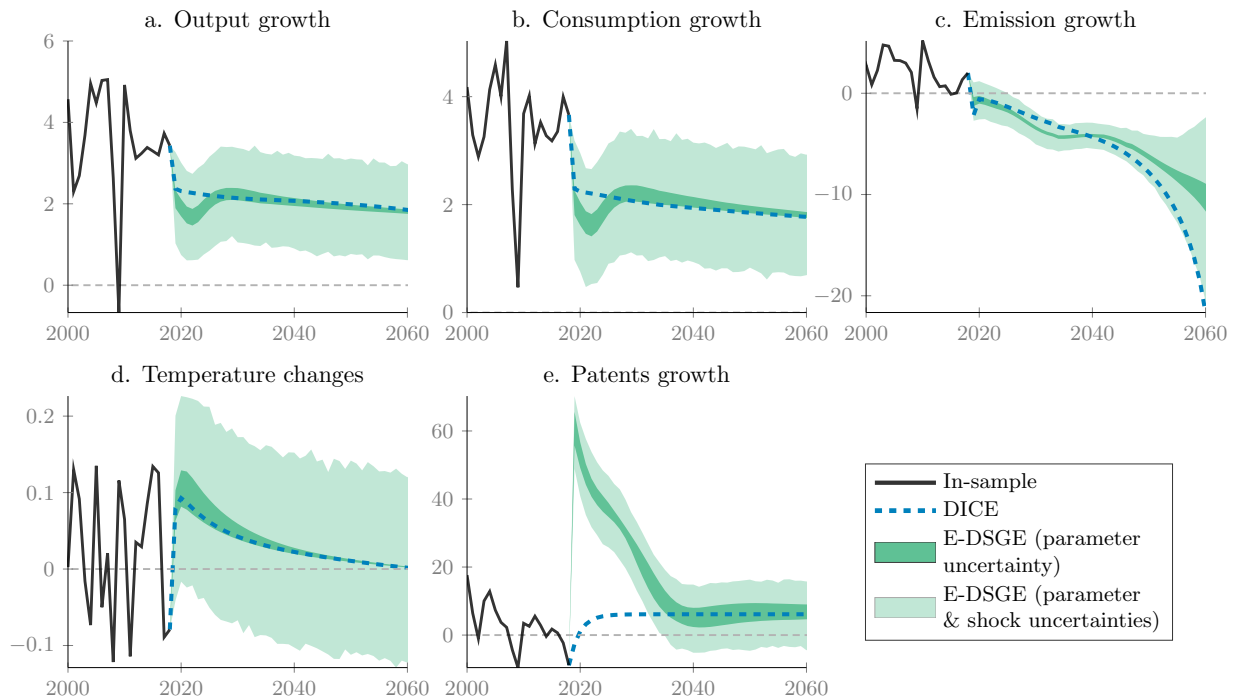 a. Output growth
6
4
2
0
2000 2020 2040 2060
b. Consumption growth
4
2
0
2000 2020 2040 2060
c. Emission growth
0
−10
−20
2000 2020 2040 2060
d. Temperature changes
0.2
0.1
0
−0.1
2000 2020 2040 2060
e. Patents growth
60
40
20
0
2000 2020 2040 2060
In-sample
DICE
E-DSGE (parameter
uncertainty)
E-DSGE (parameter
& shock uncertainties)